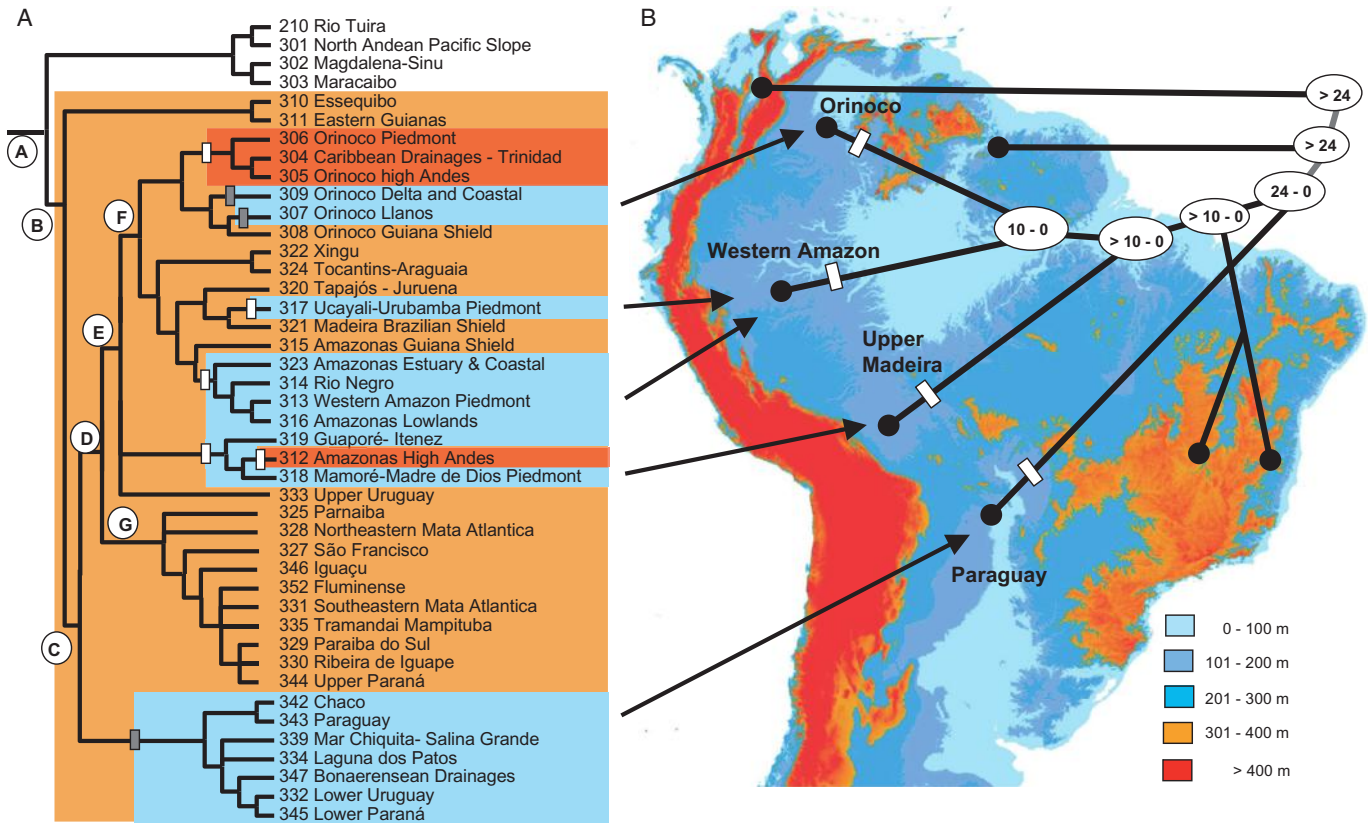 A
210 Rio Tuira
301 North Andean Pacific Slope
302 Magdalena-Sinu
303 Maracaibo
310 Essequibo
311 Eastern Guianas
306 Orinoco Piedmont
304 Caribbean Drainages - Trinidad
305 Orinoco high Andes
309 Orinoco Delta and Coastal
307 Orinoco Llanos
308 Orinoco Guiana Shield
322 Xingu
324 Tocantins-Araguaia
320 Tapajós - Juruena
317 Ucayali-Urubamba Piedmont
321 Madeira Brazilian Shield
315 Amazonas Guiana Shield
323 Amazonas Estuary & Coastal
314 Rio Negro
313 Western Amazon Piedmont
316 Amazonas Lowlands
319 Guaporé- Itenez
312 Amazonas High Andes
318 Mamoré-Madre de Dios Piedmont
333 Upper Uruguay
325 Parnaiba
328 Northeastern Mata Atlantica
327 São Francisco
346 Iguaçu
352 Fluminense
331 Southeastern Mata Atlantica
335 Tramandai Mampituba
329 Paraiba do Sul
330 Ribeira de Iguape
344 Upper Paraná
342 Chaco
343 Paraguay
339 Mar Chiquita- Salina Grande
334 Laguna dos Patos
347 Bonaerensean Drainages
332 Lower Uruguay
345 Lower Paraná
A
B
F
E
D
G
C
B
> 24
Orinoco
> 24
24 - 0
> 10 - 0
10 - 0
> 10 - 0
Western Amazon
Upper
Madeira
Paraguay
0 - 100 m
101 - 200 m
201 - 300 m
301 - 400 m
> 400 m